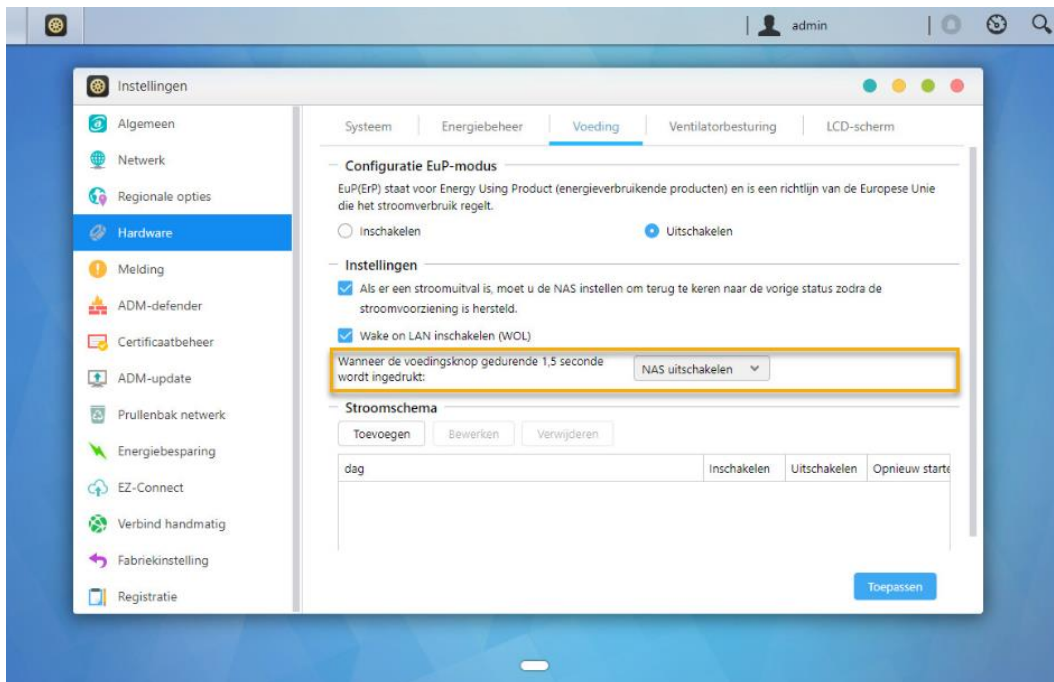 admin
Instellingen
Algemeen
Netwerk
Regionale opties
Hardware
Melding
ADM-defender
Certificaatbeheer
ADM-update
Prullenbak netwerk
Energiebesparing
EZ-Connect
Verbind handmatig
Fabriekinstelling
Registratie
Systeem Energiebeheer Voeding Ventilatorbesturing LCD-scherm
Configuratie EuP-modus
EuP(ErP) staat voor Energy Using Product (energieverbruikende producten) en is een richtlijn van de Europese Unie
die het stroomverbruik regelt.
Inschakelen Uitschakelen
Instellingen
Als er een stroomuitval is, moet u de NAS instellen om terug te keren naar de vorige status zodra de
stroomvoorziening is hersteld.
Wake on LAN inschakelen (WOL)
Wanneer de voedingsknop gedurende 1,5 seconde
wordt ingedrukt:
NAS uitschakelen
Stroomschema
Toevoegen Bewerken Verwijderen
dag Inschakelen Uitschakelen Opnieuw starte
Toepassen